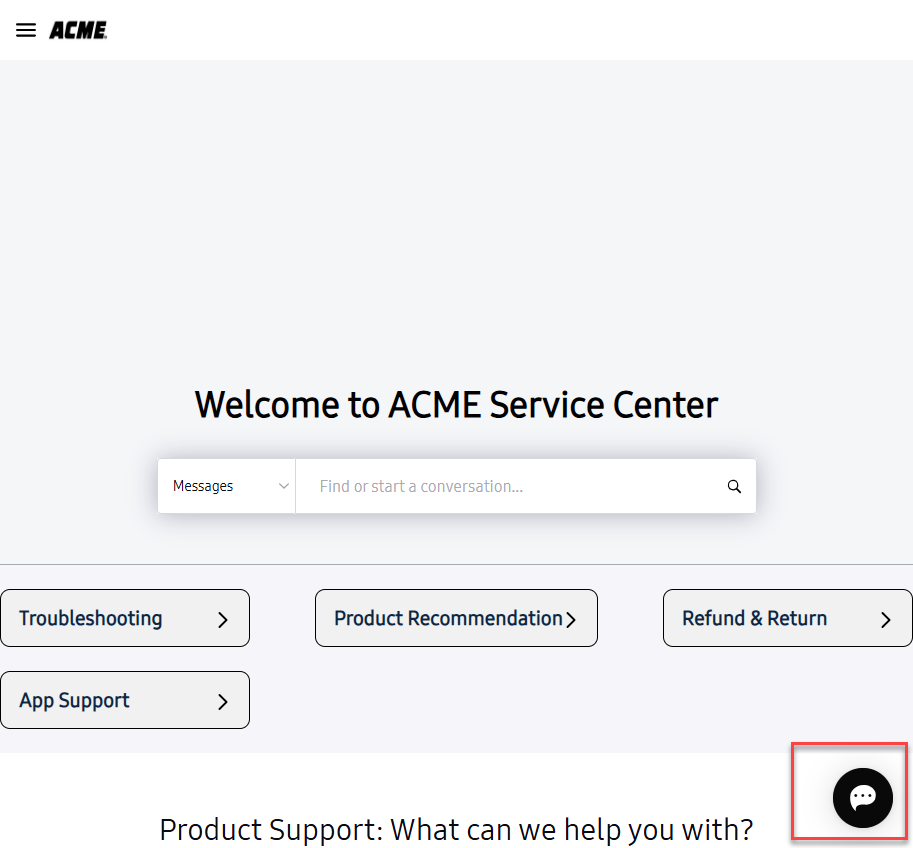 ACME
Welcome to ACME Service Center
Messages Find or start a conversation...
Troubleshooting Product Recommendation Refund & Return
App Support
Product Support: What can we help you with?